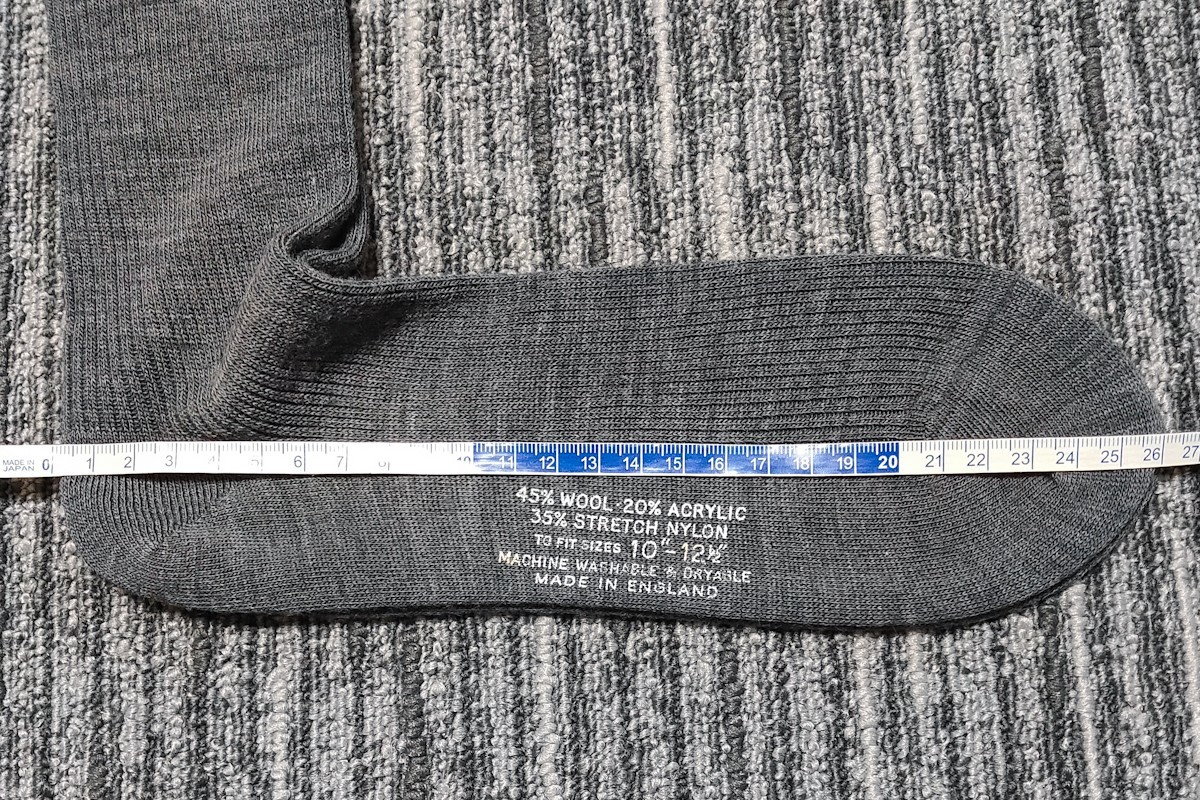 MADE IN
JAPAN
0 1 2 3 4 5 6 7 8 10 11 12 13 14 15 16 17 18 19 20 21 22 23 24 25 26 27
45% WOOL·20% ACRYLIC
35% STRETCH NYLON
TO FIT SIZES 10"-12½"
MACHINE WASHABLE & DRYABLE
MADE IN ENGLAND